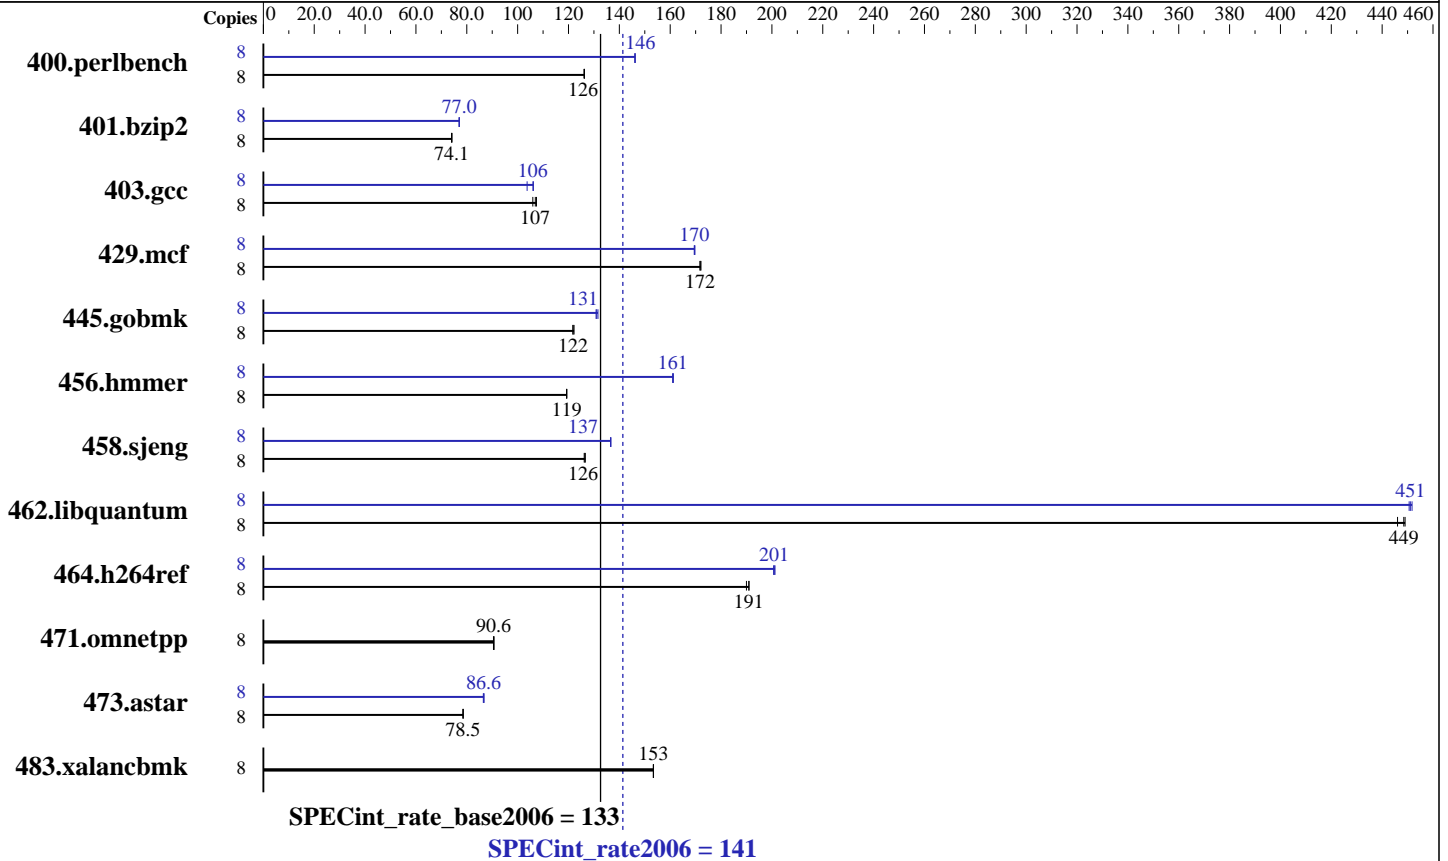 Copies 0 20.0 40.0 60.0 80.0 100 120 140 160 180 200 220 240 260 280 300 320 340 360 380 400 420 440 460
400.perlbench 8 146
8 126
401.bzip2 8 77.0
8 74.1
403.gcc 8 106
8 107
429.mcf 8 170
8 172
445.gobmk 8 131
8 122
456.hmmer 8 161
8 119
458.sjeng 8 137
8 126
462.libquantum 8 451
8 449
464.h264ref 8 201
8 191
471.omnetpp 8 90.6
473.astar 8 86.6
8 78.5
483.xalancbmk 8 153
SPECint_rate_base2006 = 133
SPECint_rate2006 = 141